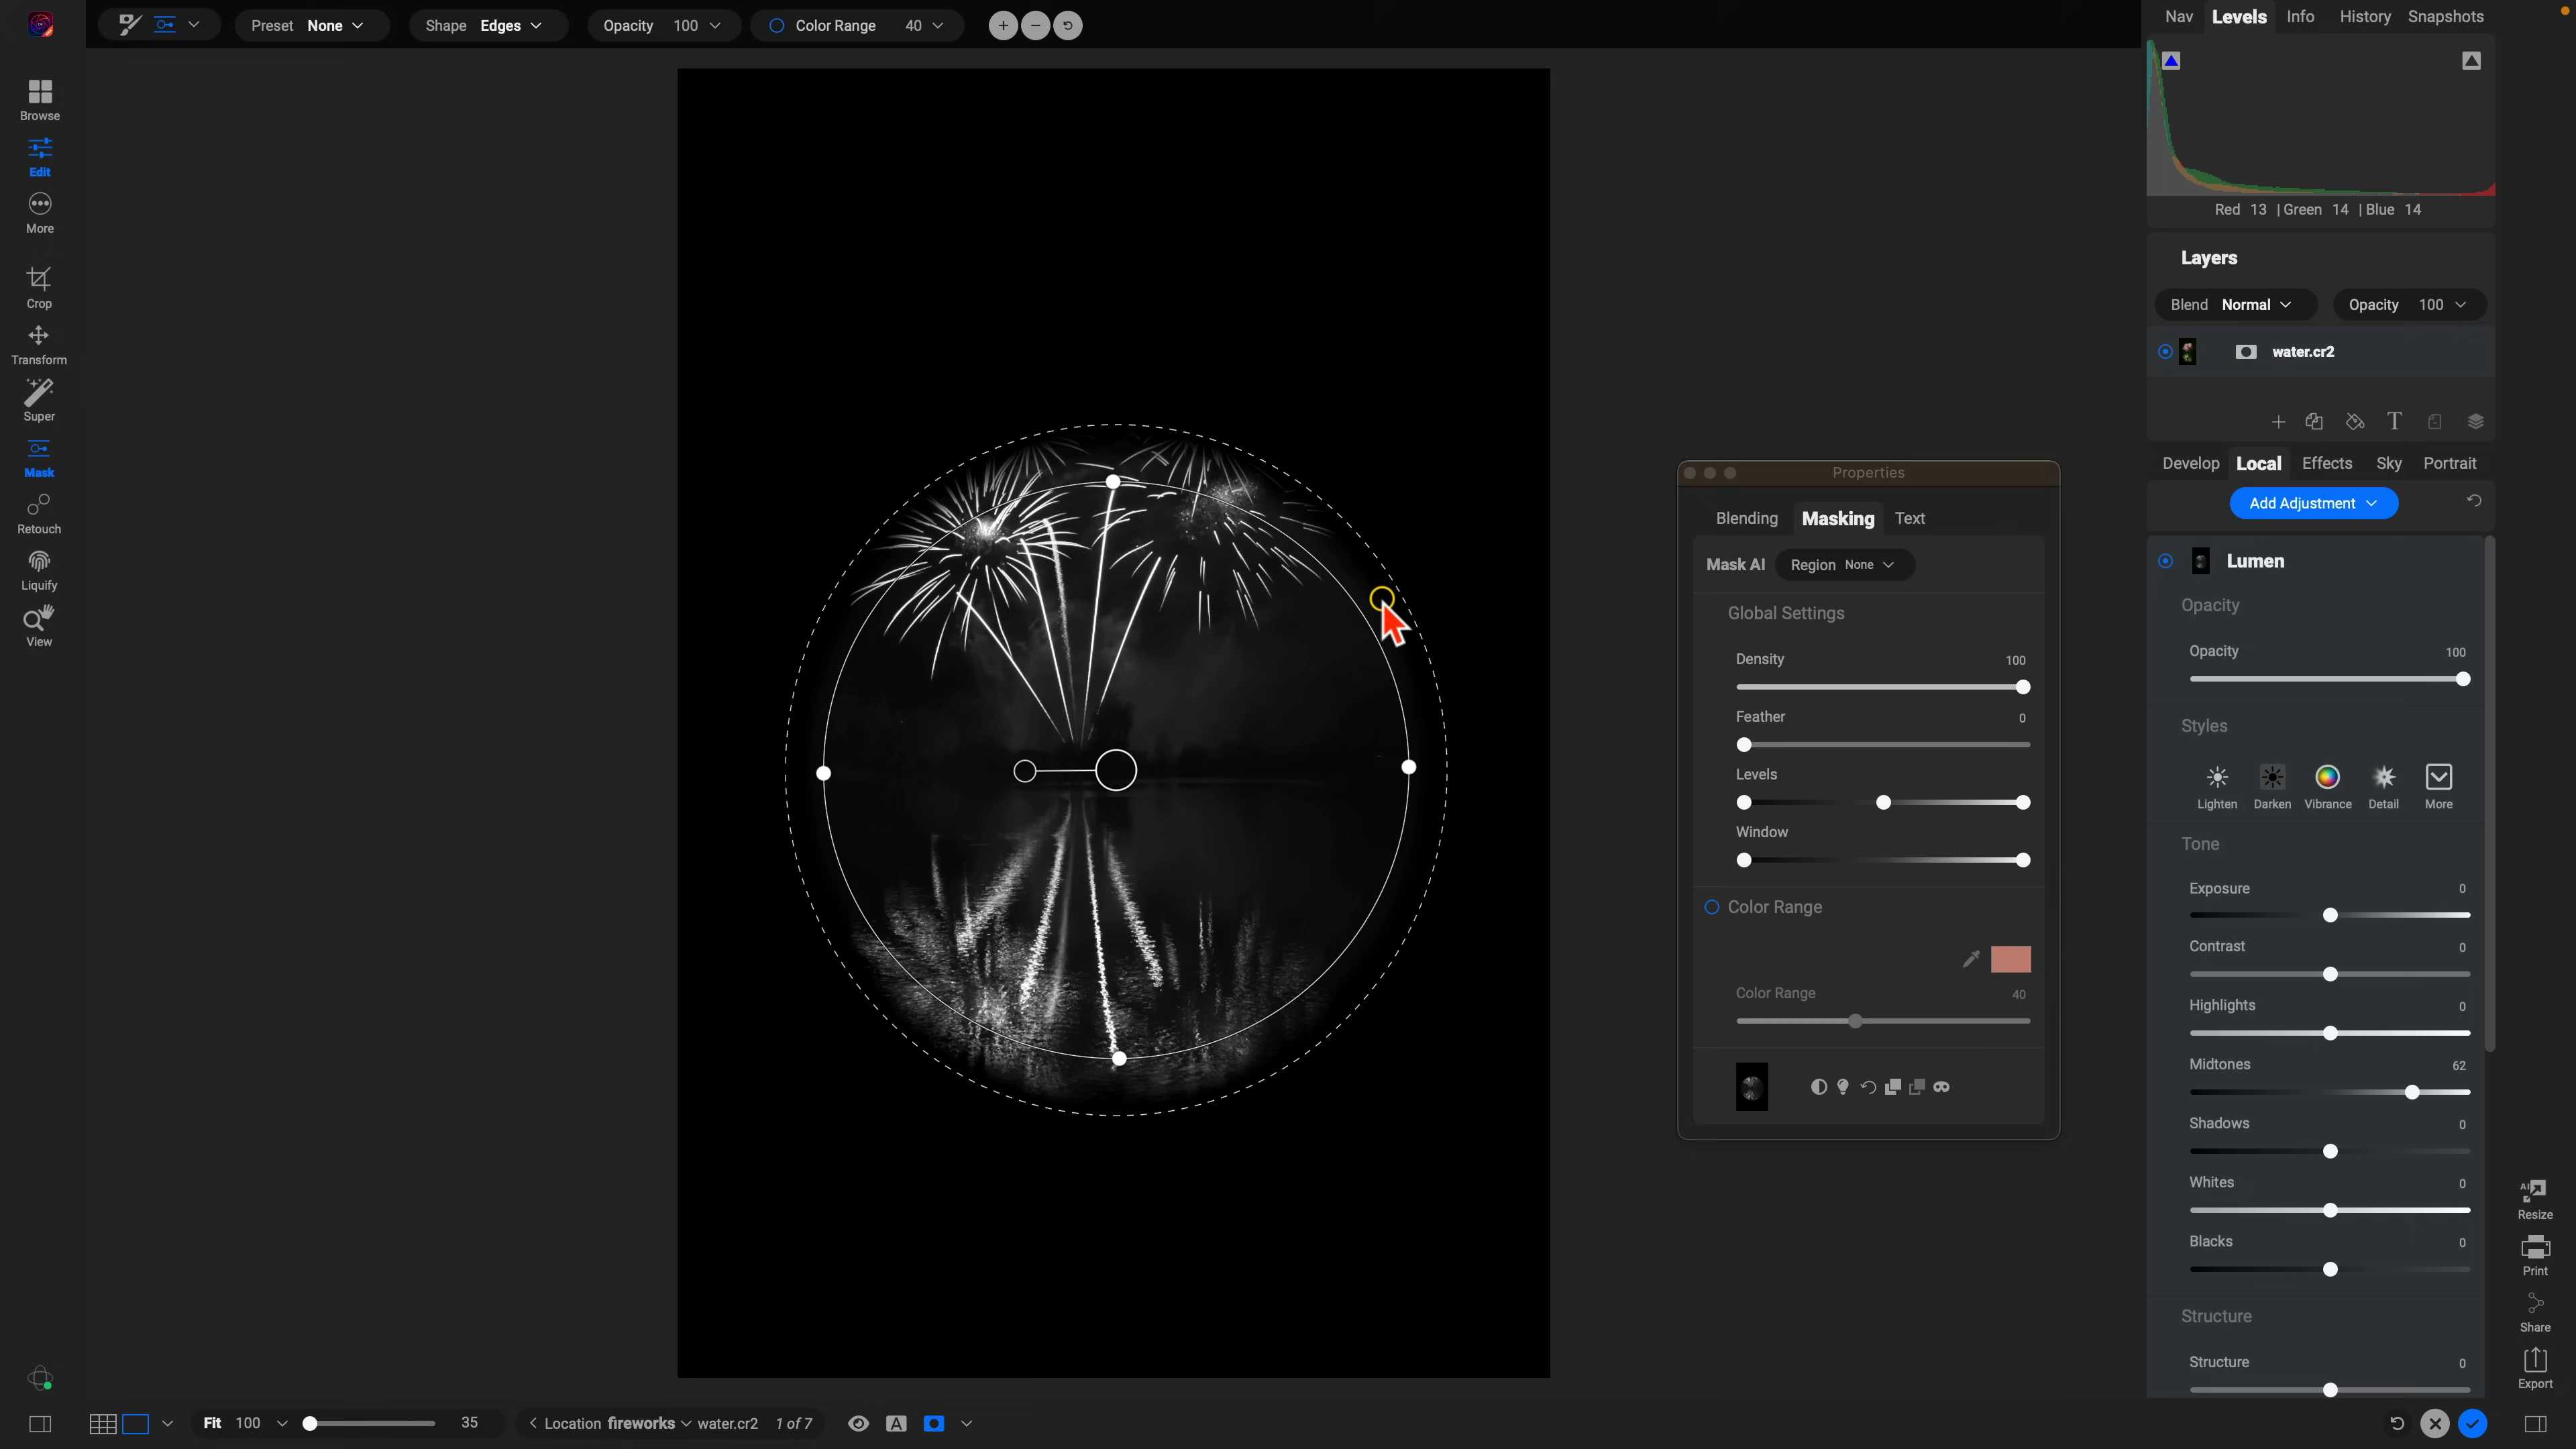 Preset None
Shape Edges
Opacity 100
Color Range 40
Nav Levels Info History Snapshots
Browse
Edit
More
Crop
Transform
Super
Mask
Retouch
Liquify
View
Red 13 | Green 14 | Blue 14
Layers
Blend Normal
Opacity 100
water.cr2
T
Develop Local Effects Sky Portrait
Add Adjustment
Lumen
Opacity
Opacity 100
Styles
Lighten Darken Vibrance Detail More
Tone
Exposure 0
Contrast 0
Highlights 0
Midtones 62
Shadows 0
Whites 0
Blacks 0
Structure
Structure 0
Properties
Blending Masking Text
Mask AI Region None
Global Settings
Density 100
Feather 0
Levels
Window
Color Range
Color Range 40
AI
Resize
Print
Share
Export
Fit 100 35
< Location fireworks water.cr2 1 of 7
A